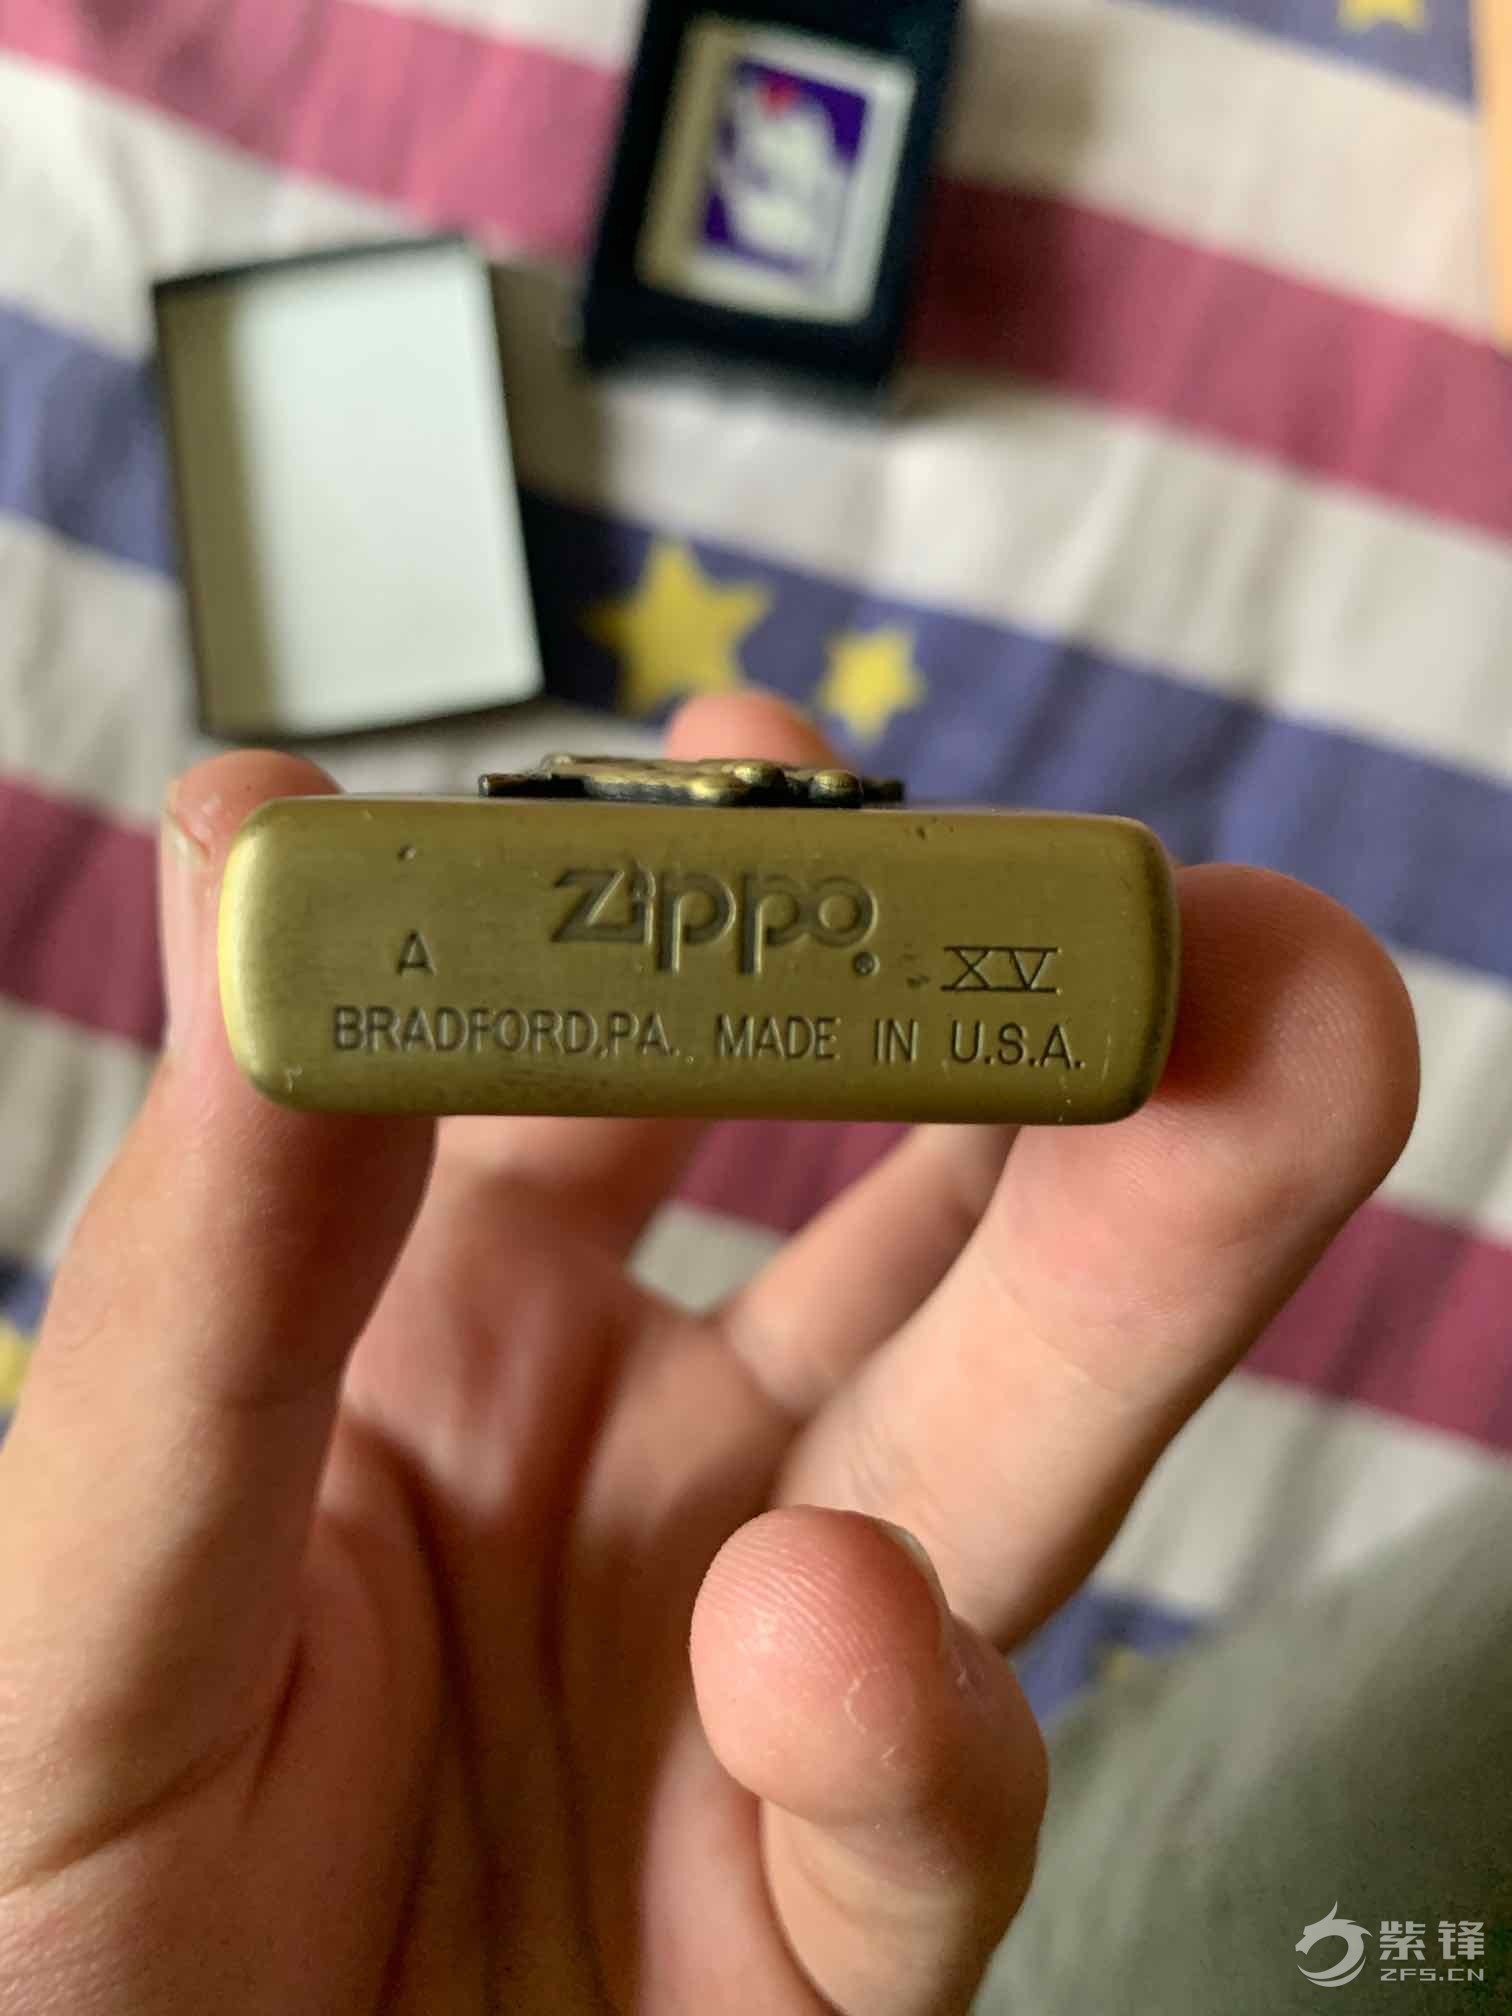 zippo®
A XV
BRADFORD,PA. MADE IN U.S.A.
紫锋
ZFS.CN